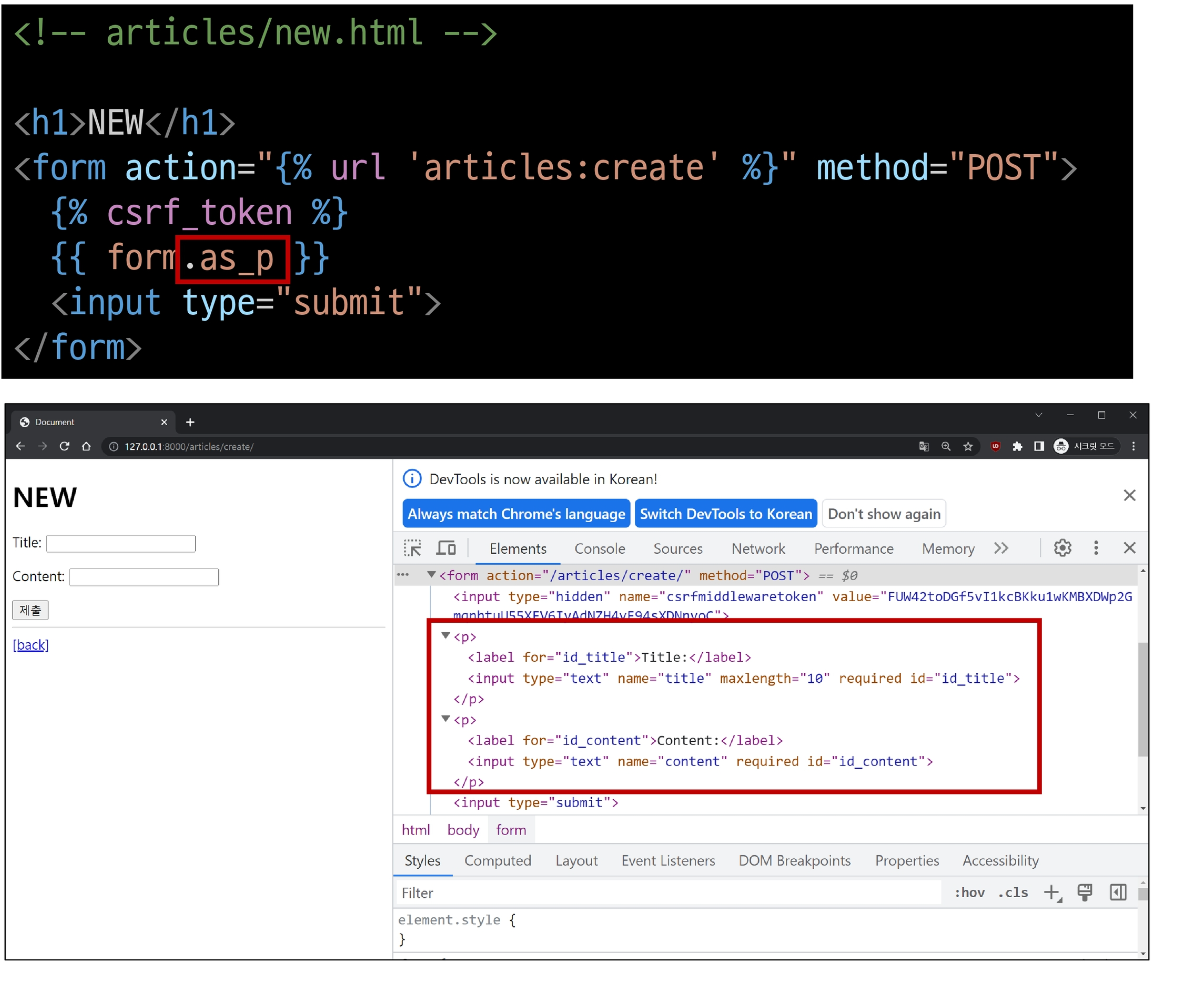 <!-- articles/new.html -->
<h1>NEW</h1>
<form action="{% url 'articles:create' %}" method="POST">
{% csrf_token %}
{{ form.as_p }}
<input type="submit">
</form>
Document
127.0.0.1:8000/articles/create/
시크릿 모드
NEW
Title:
Content:
제출
[back]
DevTools is now available in Korean!
Always match Chrome's language Switch DevTools to Korean Don't show again
Elements Console Sources Network Performance Memory
<form action="/articles/create/" method="POST"> == $0
<input type="hidden" name="csrfmiddlewaretoken" value="FUW42toDGf5vI1kcBKku1wKMBXDWp2G
<p>
<label for="id_title">Title:</label>
<input type="text" name="title" maxlength="10" required id="id_title">
</p>
<p>
<label for="id_content">Content:</label>
<input type="text" name="content" required id="id_content">
</p>
<input type="submit">
html body form
Styles Computed Layout Event Listeners DOM Breakpoints Properties Accessibility
Filter :hov .cls
element.style {
}